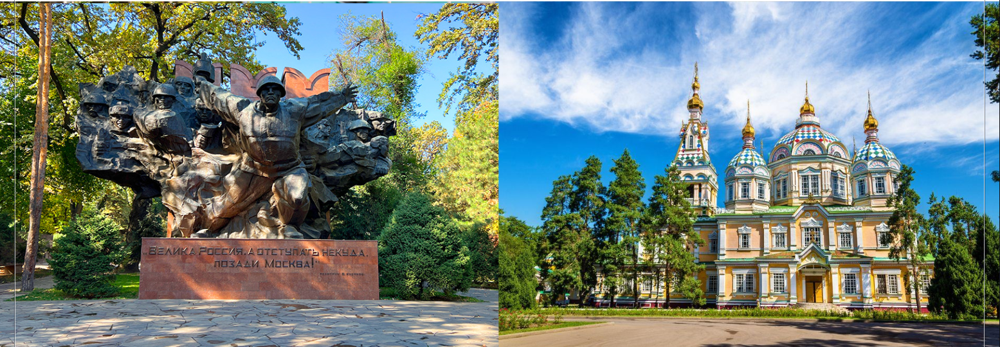 „Велика Россия, а отступать некуда,
позади Москва!"